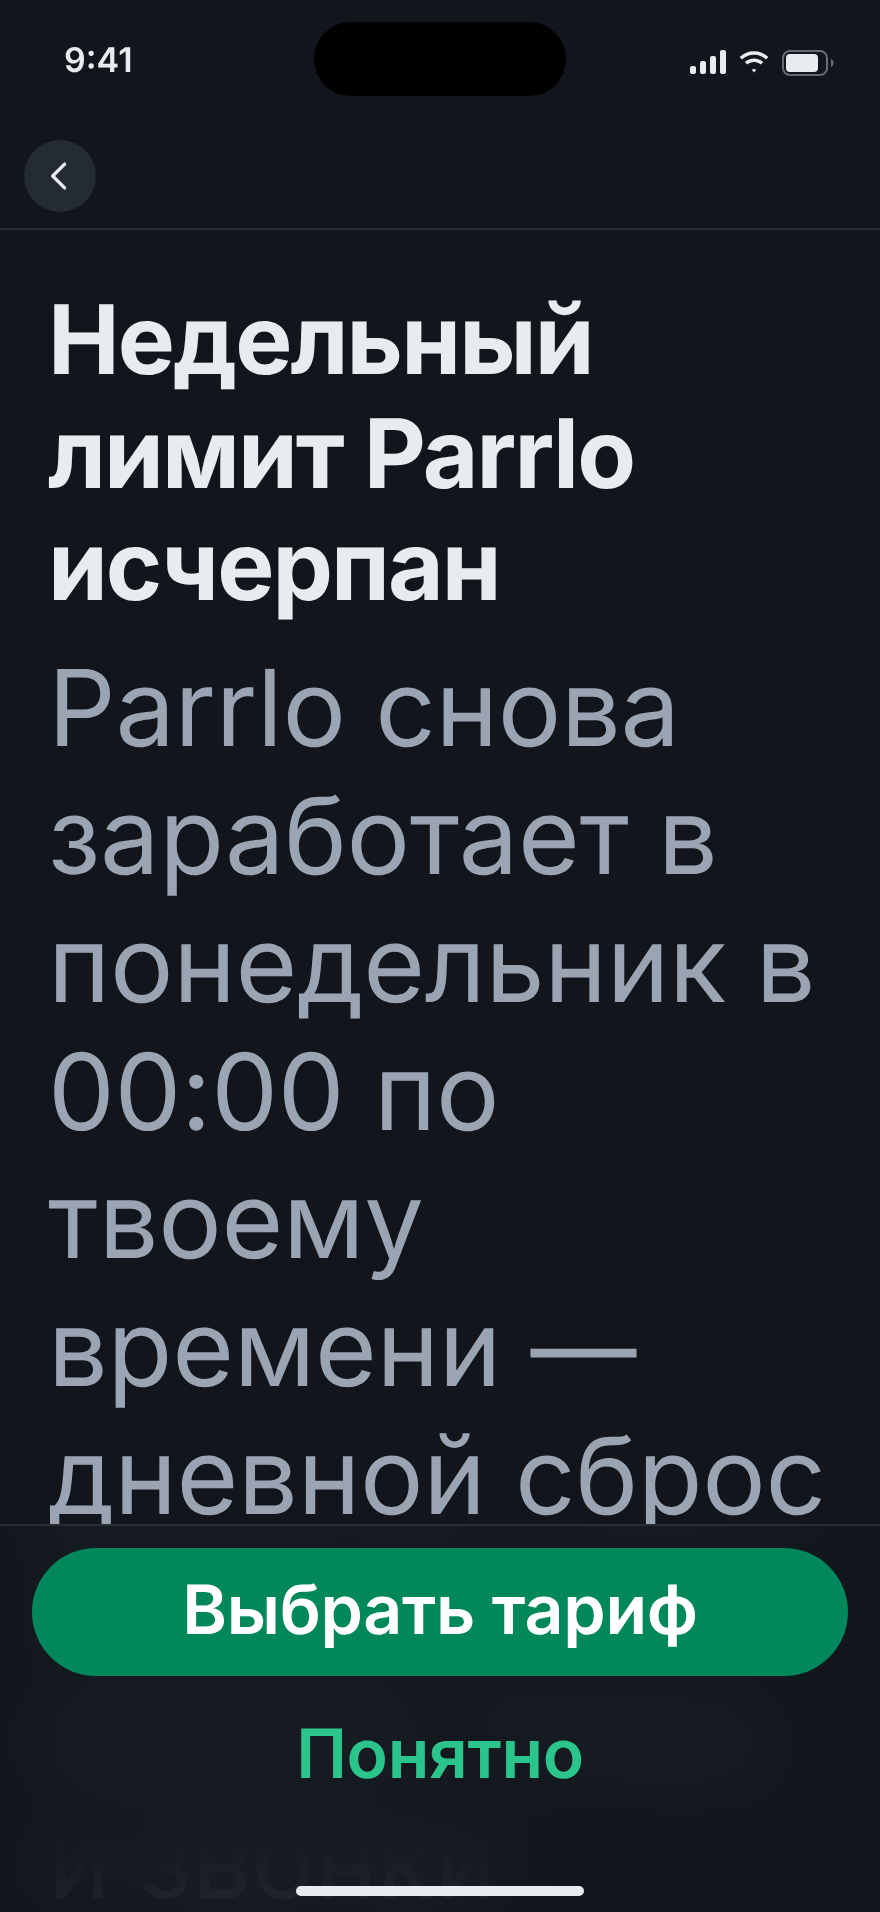 9:41
Недельный
лимит Parrlo
исчерпан
Parrlo снова
заработает в
понедельник в
00:00 по
твоему
времени —
дневной сброс
Выбрать тариф
Понятно
и звонки